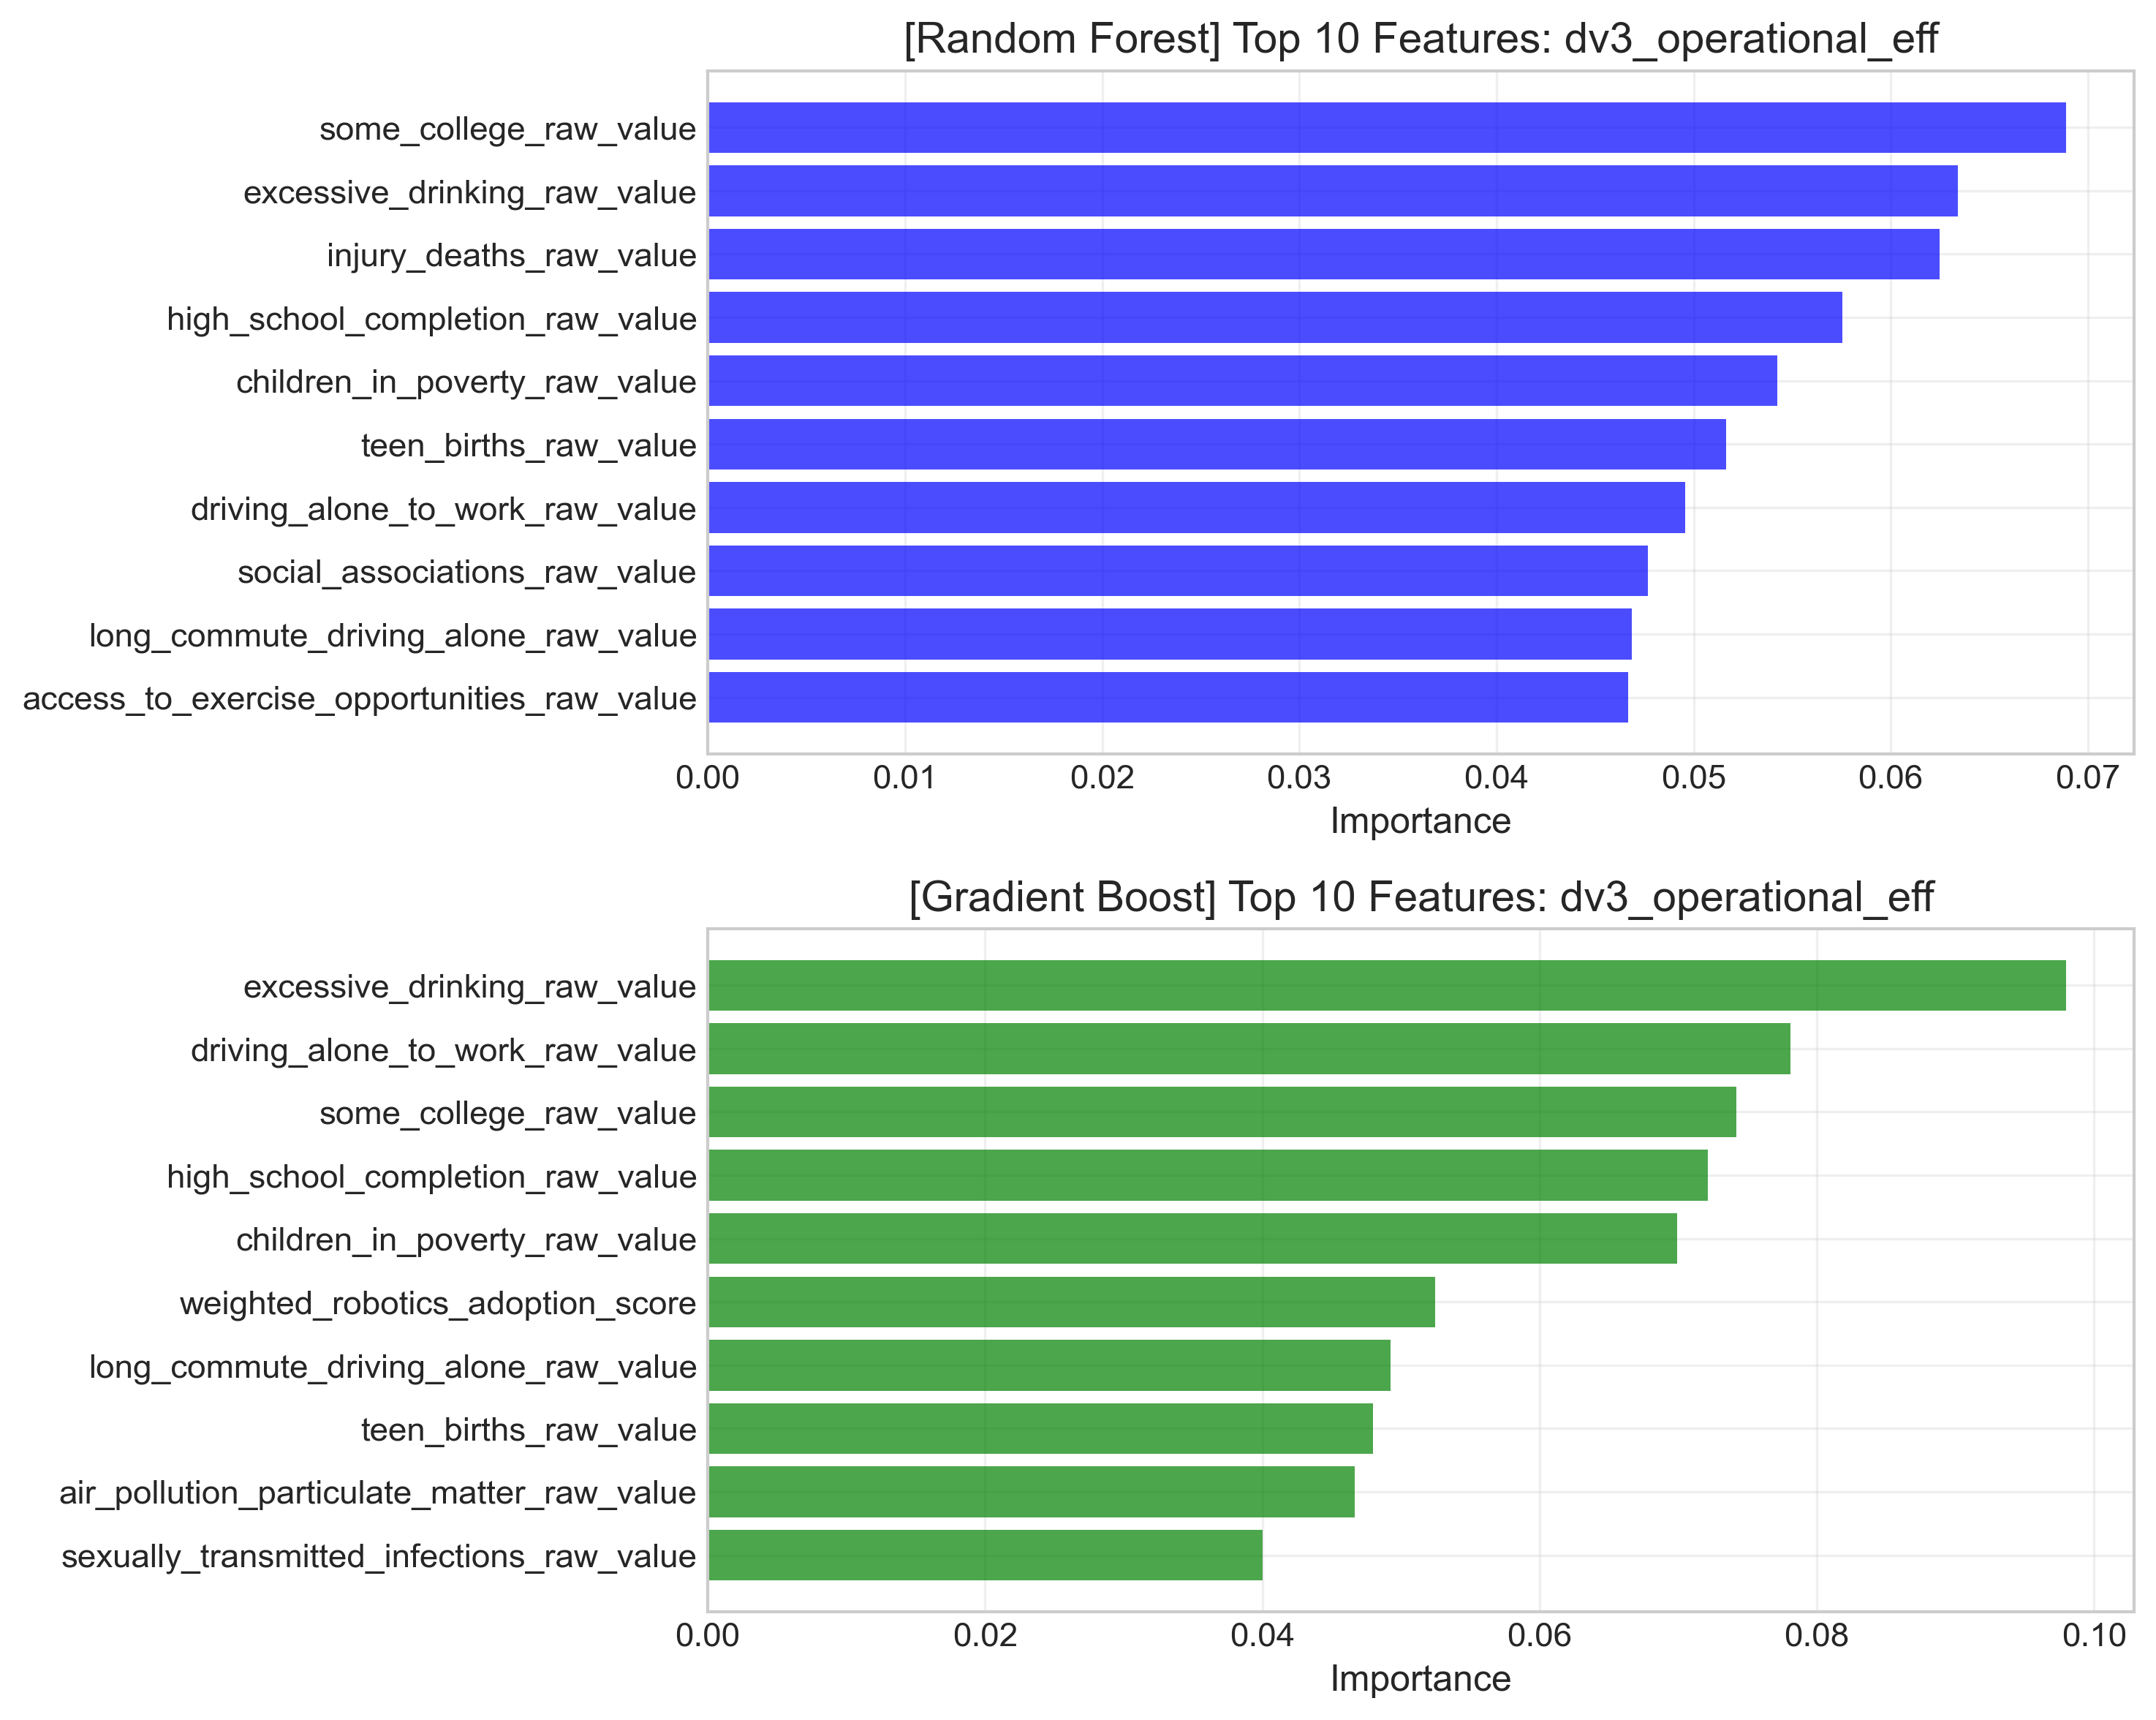 [Random Forest] Top 10 Features: dv3_operational_eff
some_college_raw_value
excessive_drinking_raw_value
injury_deaths_raw_value
high_school_completion_raw_value
children_in_poverty_raw_value
teen_births_raw_value
driving_alone_to_work_raw_value
social_associations_raw_value
long_commute_driving_alone_raw_value
access_to_exercise_opportunities_raw_value
0.00 0.01 0.02 0.03 0.04 0.05 0.06 0.07
Importance
[Gradient Boost] Top 10 Features: dv3_operational_eff
excessive_drinking_raw_value
driving_alone_to_work_raw_value
some_college_raw_value
high_school_completion_raw_value
children_in_poverty_raw_value
weighted_robotics_adoption_score
long_commute_driving_alone_raw_value
teen_births_raw_value
air_pollution_particulate_matter_raw_value
sexually_transmitted_infections_raw_value
0.00 0.02 0.04 0.06 0.08 0.10
Importance